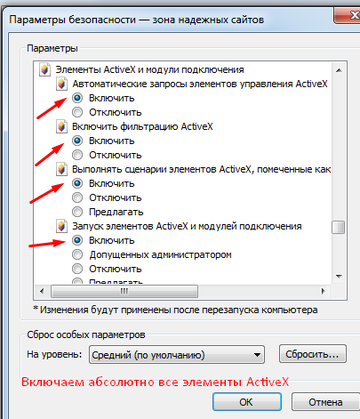 Параметры безопасности — зона надежных сайтов
Параметры
Элементы ActiveX и модули подключения
Автоматические запросы элементов управления ActiveX
Включить
Отключить
Включить фильтрацию ActiveX
Включить
Отключить
Выполнять сценарии элементов ActiveX, помеченные как
Включить
Отключить
Предлагать
Запуск элементов ActiveX и модулей подключения
Включить
Допущенных администратором
Отключить
Предлагать
* Изменения будут применены после перезапуска компьютера
Сброс особых параметров
На уровень: Средний (по умолчанию) Сбросить...
Включаем абсолютно все элементы ActiveX
ОК Отмена